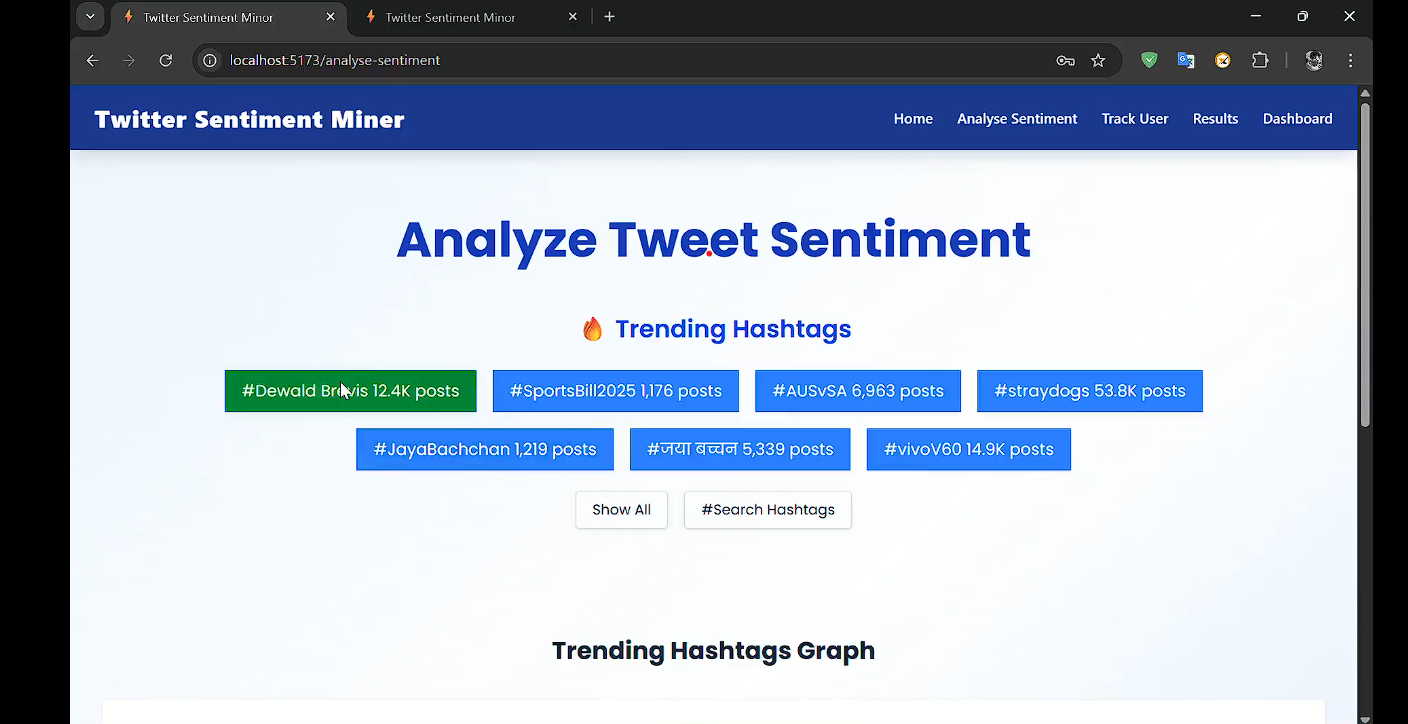 Twitter Sentiment Minor
Twitter Sentiment Minor
localhost:5173/analyse-sentiment
Twitter Sentiment Miner
Home Analyse Sentiment Track User Results Dashboard
Analyze Tweet Sentiment
🔥 Trending Hashtags
#Dewald Brevis 12.4K posts #SportsBill2025 1,176 posts #AUSvSA 6,963 posts #straydogs 53.8K posts
#JayaBachchan 1,219 posts #जया बच्चन 5,339 posts #vivoV60 14.9K posts
Show All #Search Hashtags
Trending Hashtags Graph